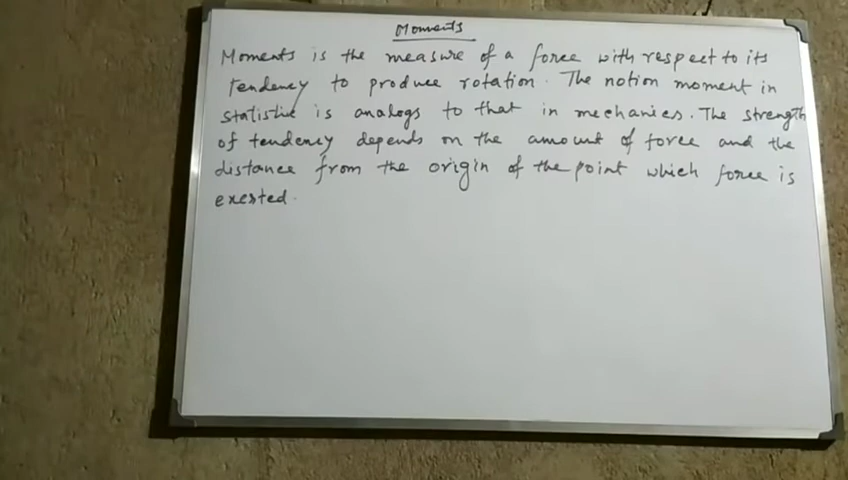 Moments
Moments is the measure of a force with respect to its
tendency to produce rotation. The notion moment in
statistic is analogs to that in mechanics. The strength
of tendency depends on the amount of force and the
distance from the origin of the point which force is
exerted.